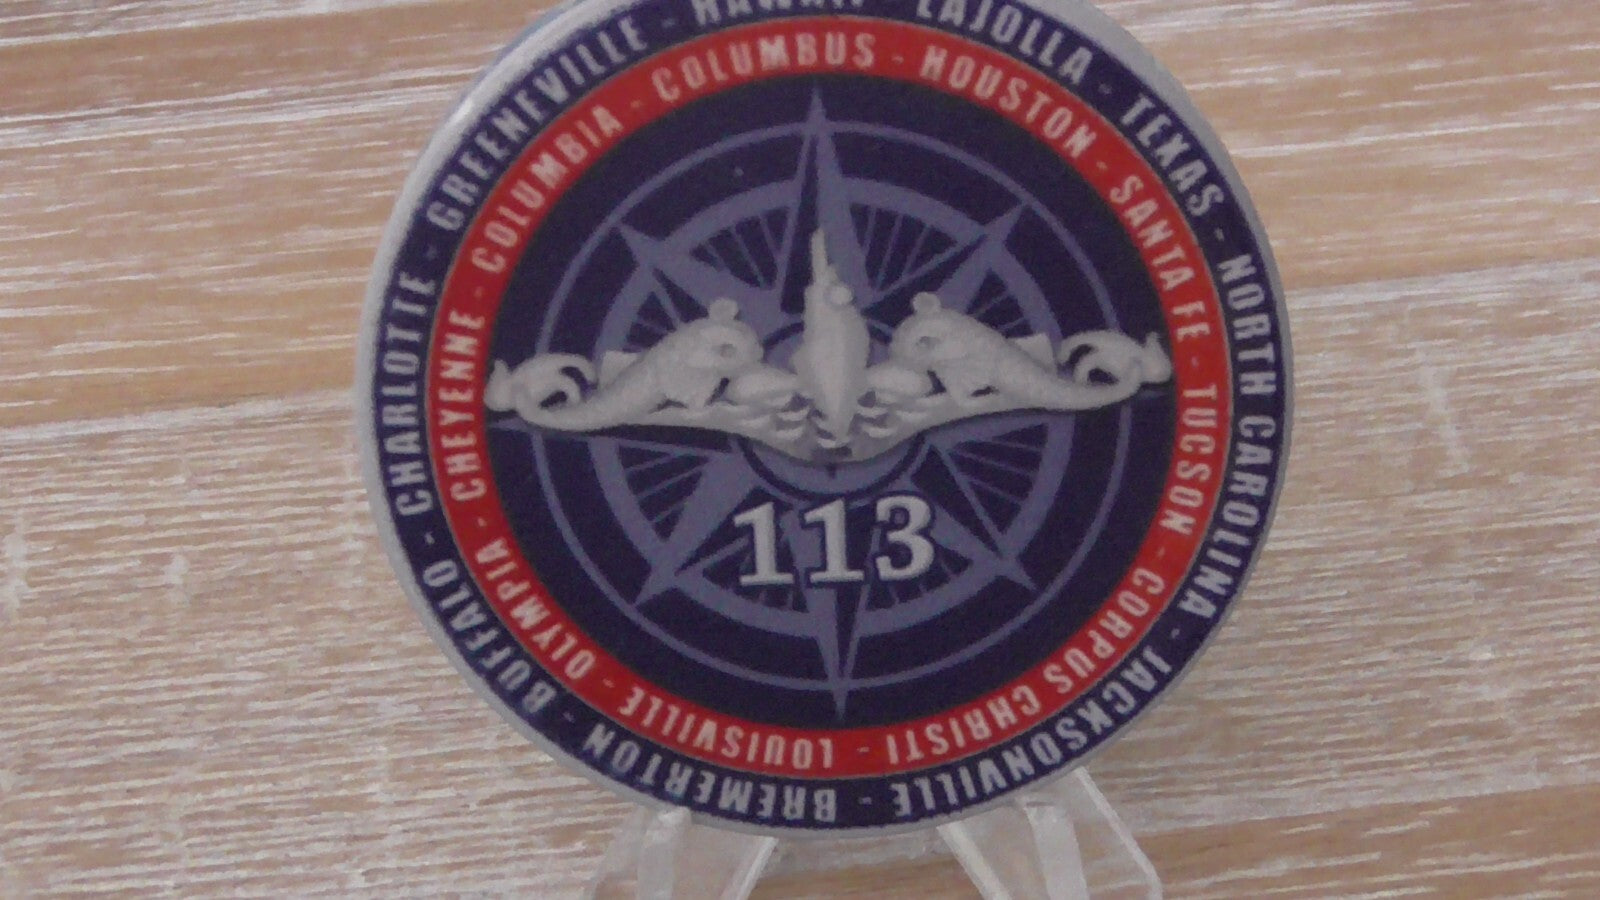 CHARLOTTE - GREENEVILLE - HAWAII - LAJOLLA - TEXAS - NORTH CAROLINA - JACKSONVILLE - BREMERTON - BUFFALO -
CHEYENNE - COLUMBIA - COLUMBUS - HOUSTON - SANTA FE - TUCSON - CORPUS CHRISTI - LOUISVILLE - OLYMPIA -
113